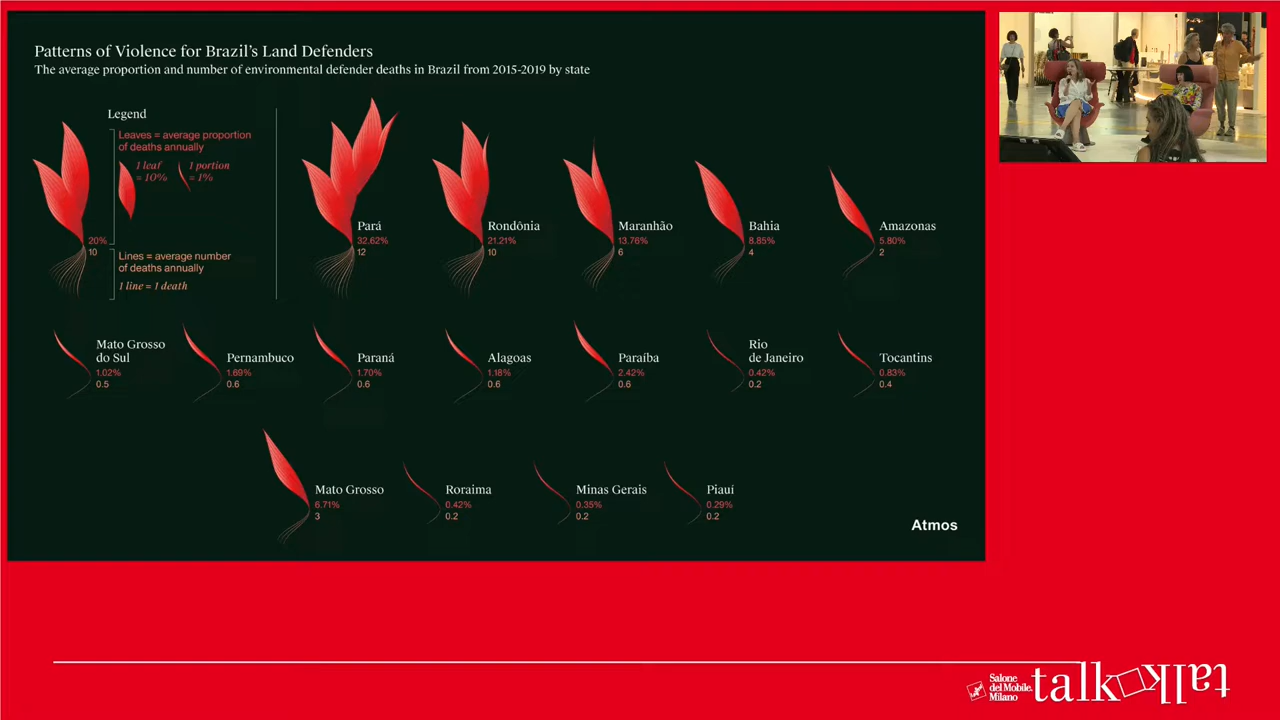 Patterns of Violence for Brazil's Land Defenders
The average proportion and number of environmental defender deaths in Brazil from 2015-2019 by state
Legend
Leaves = average proportion
of deaths annually
1 leaf
= 10%
1 portion
= 1%
20%
10
Lines = average number
of deaths annually
1 line = 1 death
Pará
32.62%
12
Rondônia
21.21%
10
Maranhão
13.76%
6
Bahia
8.85%
4
Amazonas
5.80%
2
Mato Grosso
do Sul
1.02%
0.5
Pernambuco
1.69%
0.6
Paraná
1.70%
0.6
Alagoas
1.18%
0.6
Paraíba
2.42%
0.6
Rio
de Janeiro
0.42%
0.2
Tocantins
0.83%
0.4
Mato Grosso
6.71%
3
Roraima
0.42%
0.2
Minas Gerais
0.35%
0.2
Piauí
0.29%
0.2
Atmos
Salone
del Mobile.
Milano
talk talk